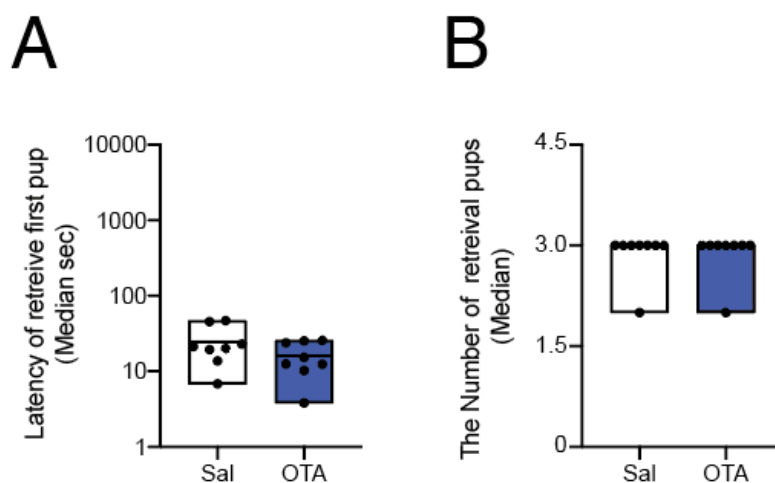 A
Latency of retreive first pup
(Median sec)
10000
1000
100
10
1
Sal
OTA
B
The Number of retreival pups
(Median)
4.5
3.0
1.5
0
Sal
OTA